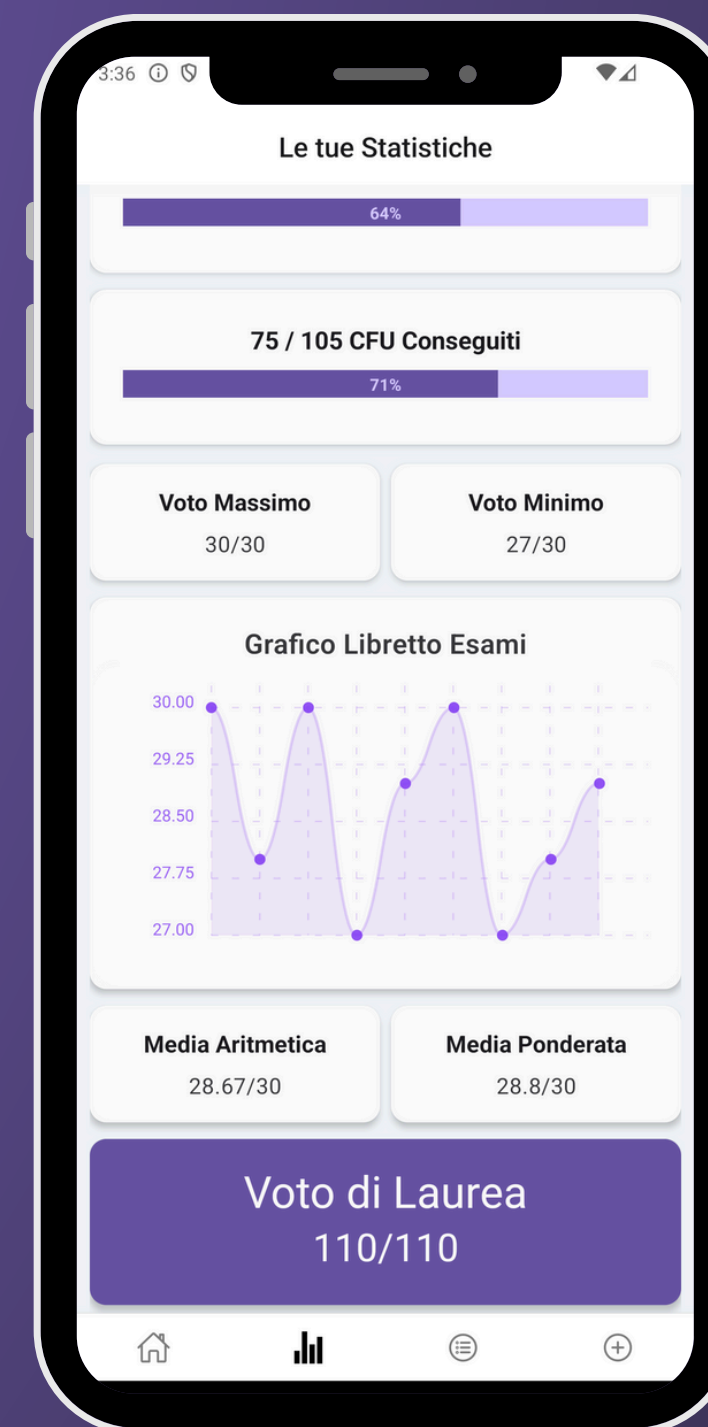 3:36
Le tue Statistiche
64%
75 / 105 CFU Conseguiti
71%
Voto Massimo
30/30
Voto Minimo
27/30
Grafico Libretto Esami
30.00
29.25
28.50
27.75
27.00
Media Aritmetica
28.67/30
Media Ponderata
28.8/30
Voto di Laurea
110/110